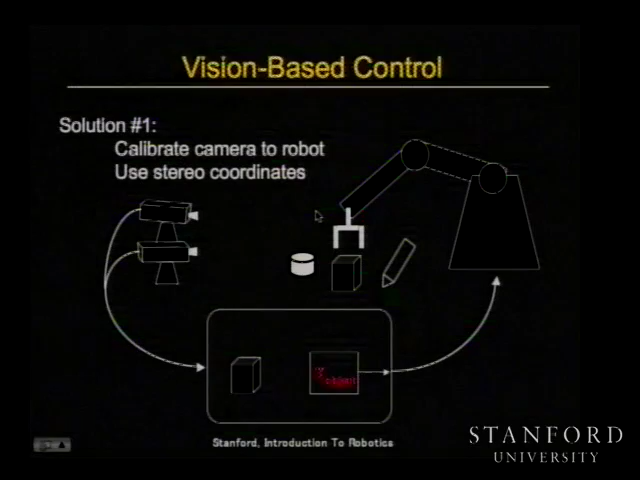 Vision-Based Control
Solution #1:
Calibrate camera to robot
Use stereo coordinates
Stanford, Introduction To Robotics
STANFORD
UNIVERSITY